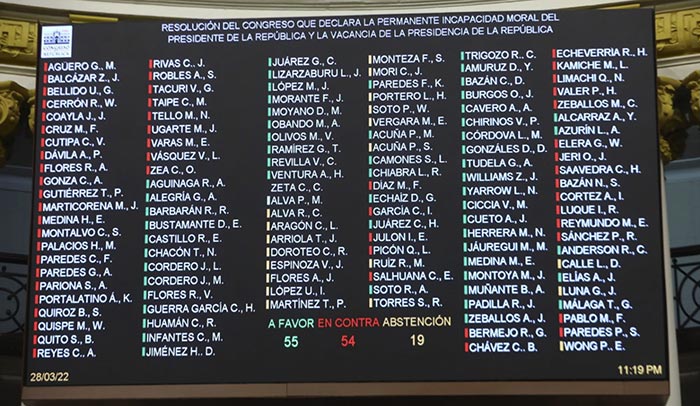 RESOLUCIÓN DEL CONGRESO QUE DECLARA LA PERMANENTE INCAPACIDAD MORAL DEL
PRESIDENTE DE LA REPÚBLICA Y LA VACANCIA DE LA PRESIDENCIA DE LA REPÚBLICA
CONGRESO
AGÜERO G., M.
BALCÁZAR Z., J.
BELLIDO U., G.
CERRÓN R., W.
COAYLA J., J.
CRUZ M., F.
CUTIPA C., V.
DÁVILA A., P.
FLORES R., A.
GONZA C., A.
GUTIÉRREZ T., P.
MARTICORENA M., J.
MEDINA H., E.
MONTALVO C., S.
PALACIOS H., M.
PAREDES C., F.
PAREDES G., A.
PARIONA S., A.
PORTALATINO Á., K.
QUIROZ B., S.
QUISPE M., W.
QUITO S., B.
REYES C., A.
RIVAS C., J.
ROBLES A., S.
TACURI V., G.
TAIPE C., M.
TELLO M., N.
UGARTE M., J.
VARAS M., E.
VÁSQUEZ V., L.
ZEA C., O.
AGUINAGA R., A.
ALEGRÍA G., A.
BARBARÁN R., R.
BUSTAMANTE D., E.
CASTILLO R., E.
CHACÓN T., N.
CORDERO J., L.
CORDERO J., M.
FLORES R., V.
GUERRA GARCÍA C., H.
HUAMÁN C., R.
INFANTES C., M.
JIMÉNEZ H., D.
JUÁREZ G., C.
LIZARZABURU L., J.
LÓPEZ M., J.
MORANTE F., J.
MOYANO D., M.
OBANDO M., A.
OLIVOS M., V.
RAMÍREZ G., T.
REVILLA V., C.
VENTURA A., H.
ZETA C., C.
ALVA P., M.
ALVA R., C.
ARAGÓN C., L.
ARRIOLA T., J.
DOROTEO C., R.
ESPINOZA V., J.
FLORES A., J.
LÓPEZ U., I.
MARTÍNEZ T., P.
MONTEZA F., S.
MORI C., J.
PAREDES F., K.
PORTERO L., H.
SOTO P., W.
VERGARA M., E.
ACUÑA P., M.
ACUÑA P., S.
CAMONES S., L.
CHIABRA L., R.
DÍAZ M., F.
ECHAÍZ D., G.
GARCÍA C., I.
JUÁREZ C., H.
JULON I., E.
PICÓN Q., L.
RUIZ R., M.
SALHUANA C., E.
SOTO R., A.
TORRES S., R.
TRIGOZO R., C.
AMURUZ D., Y.
BAZÁN C., D.
BURGOS O., J.
CAVERO A., A.
CHIRINOS V., P.
CÓRDOVA L., M.
GONZÁLES D., D.
TUDELA G., A.
WILLIAMS Z., J.
YARROW L., N.
CICCIA V., M.
CUETO A., J.
HERRERA M., N.
JÁUREGUI M., M.
MEDINA M., E.
MONTOYA M., J.
MUÑANTE B., A.
PADILLA R., J.
ZEBALLOS A., J.
BERMEJO R., G.
CHÁVEZ C., B.
ECHEVERRIA R., H.
KAMICHE M., L.
LIMACHI Q., N.
VALER P., H.
ZEBALLOS M., C.
ALCARRAZ A., Y.
AZURÍN L., A.
ELERA G., W.
JERI O., J.
SAAVEDRA C., H.
BAZÁN N., S.
CORTEZ A., I.
LUQUE I., R.
REYMUNDO M., E.
SÁNCHEZ P., R.
ANDERSON R., C.
CALLE L., D.
ELÍAS A., J.
LUNA G., J.
MÁLAGA T., G.
PABLO M., F.
PAREDES P., S.
WONG P., E.
A FAVOR EN CONTRA ABSTENCIÓN
55 54 19
28/03/22
11:19 PM